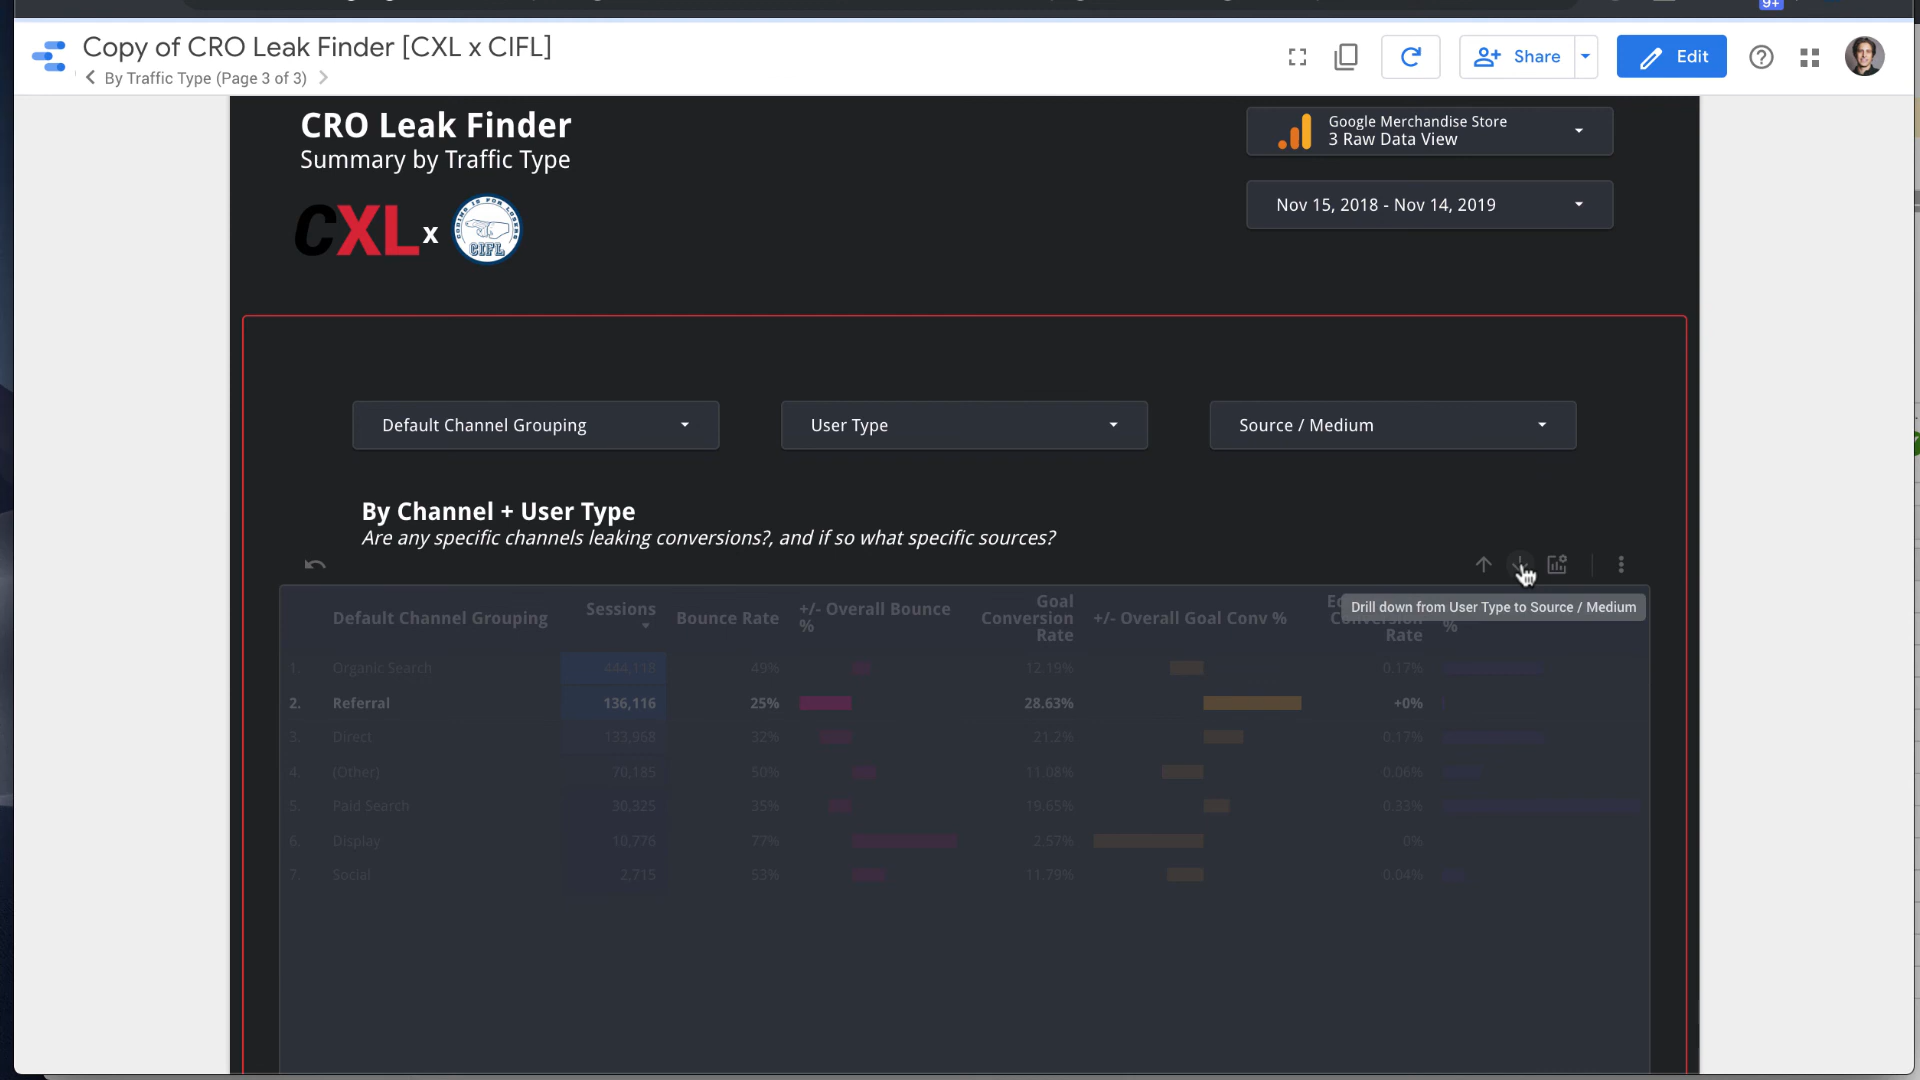 9+
Copy of CRO Leak Finder [CXL x CIFL]
By Traffic Type (Page 3 of 3)
Share
Edit
CRO Leak Finder
Summary by Traffic Type
CXL x
CODING IS FOR LOSERS
CIFL
Google Merchandise Store
3 Raw Data View
Nov 15, 2018 - Nov 14, 2019
Default Channel Grouping
User Type
Source / Medium
By Channel + User Type
Are any specific channels leaking conversions?, and if so what specific sources?
Drill down from User Type to Source / Medium
Default Channel Grouping Sessions Bounce Rate +/- Overall Bounce % Goal Conversion Rate +/- Overall Goal Conv % Conversion Rate %
1. Organic Search 444,118 49% 12.19% 0.17%
2. Referral 136,116 25% 28.63% +0%
3. Direct 133,968 32% 21.2% 0.17%
4. (Other) 70,185 50% 11.08% 0.06%
5. Paid Search 30,325 35% 19.65% 0.33%
6. Display 10,776 77% 2.57% 0%
7. Social 2,715 53% 11.79% 0.04%